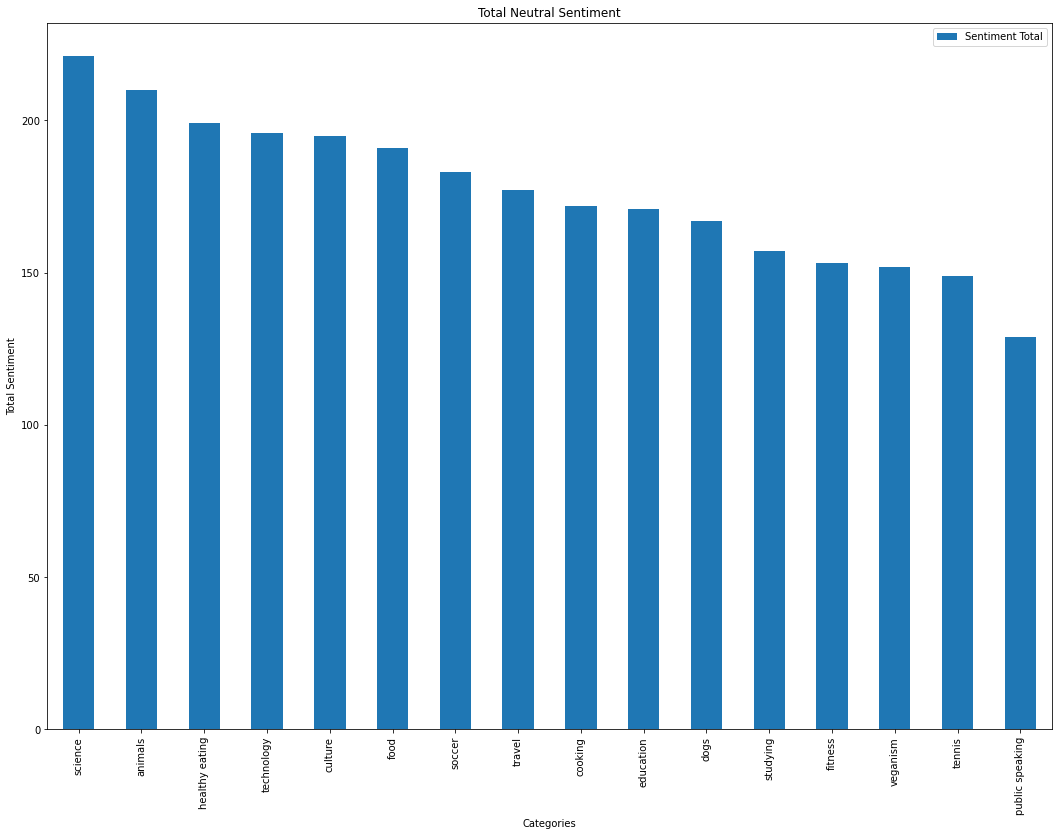 Total Neutral Sentiment
Sentiment Total
200
150
100
50
0
Total Sentiment
science
animals
healthy eating
technology
culture
food
soccer
travel
cooking
education
dogs
studying
fitness
veganism
tennis
public speaking
Categories